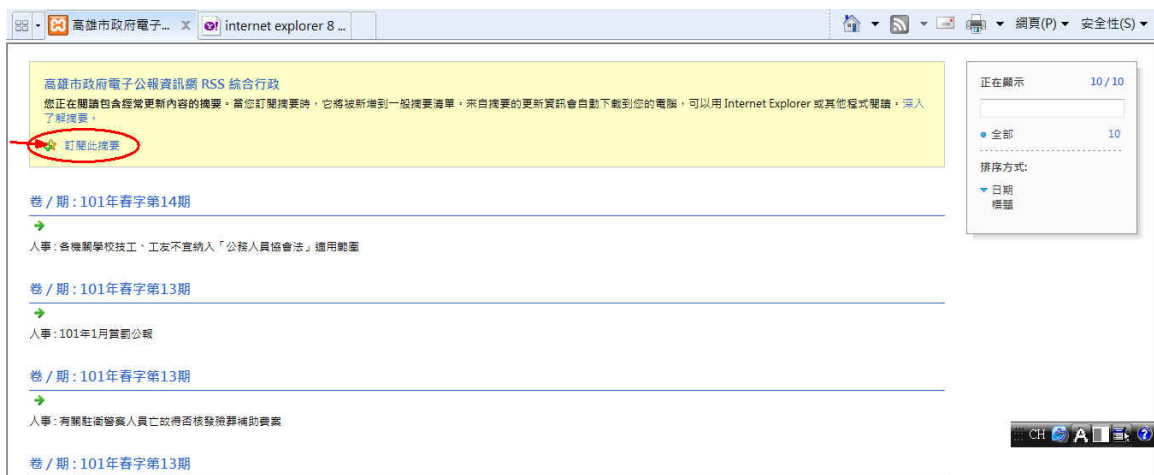 高雄市政府電子... X
internet explorer 8 ...
網頁(P)
安全性(S)
高雄市政府電子公報資訊網 RSS 綜合行政
您正在閱讀包含經常更新內容的摘要。當您訂閱摘要時，它將被新增到一般摘要清單。來自摘要的更新資訊會自動下載到您的電腦，可以用 Internet Explorer 或其他程式閱讀。深入
了解摘要。
訂閱此摘要
正在顯示 10 / 10
全部 10
排序方式:
日期
標題
卷 / 期 : 101年春字第14期
人事 : 各機關學校技工、工友不宜納入「公務人員協會法」適用範圍
卷 / 期 : 101年春字第13期
人事 : 101年1月賞罰公報
卷 / 期 : 101年春字第13期
人事 : 有關駐衛警察人員亡故得否核發殮葬補助費案
卷 / 期 : 101年春字第13期
CH A